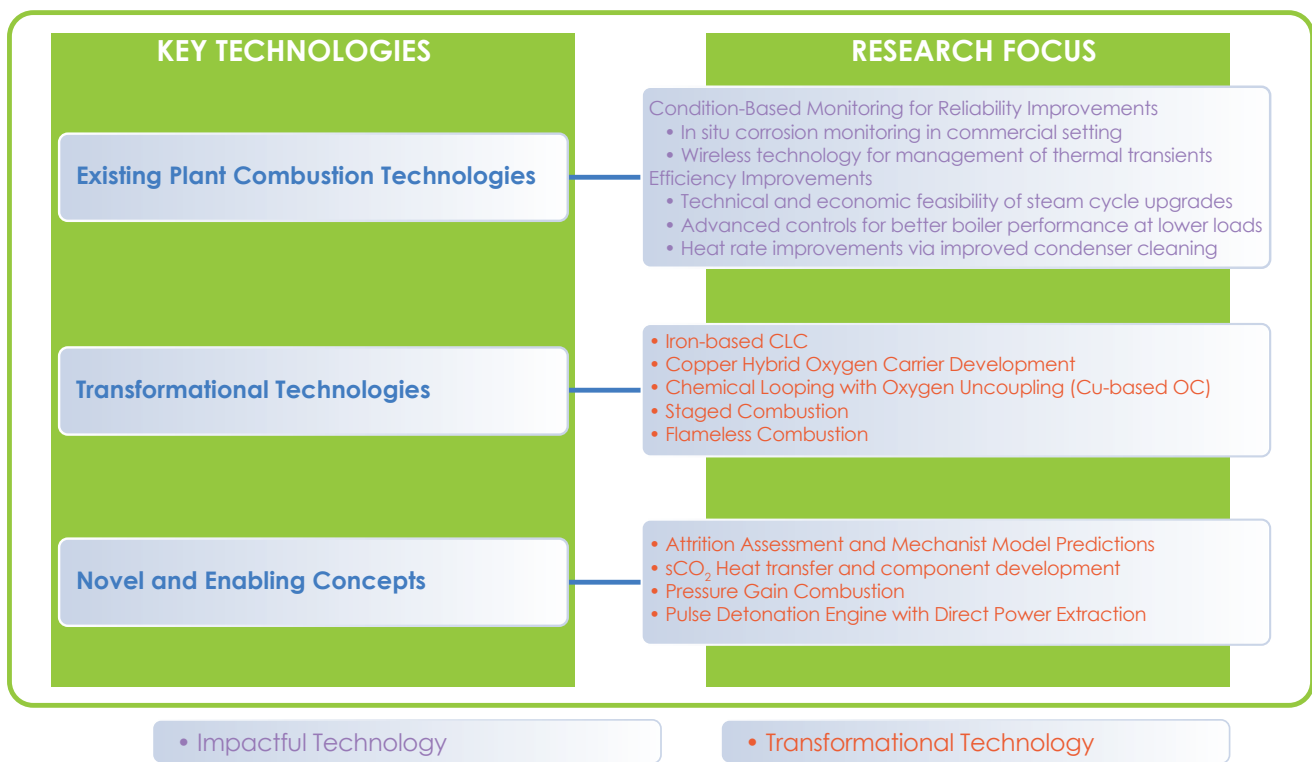 KEY TECHNOLOGIES
RESEARCH FOCUS
Existing Plant Combustion Technologies
Condition-Based Monitoring for Reliability Improvements
• In situ corrosion monitoring in commercial setting
• Wireless technology for management of thermal transients
Efficiency Improvements
• Technical and economic feasibility of steam cycle upgrades
• Advanced controls for better boiler performance at lower loads
• Heat rate improvements via improved condenser cleaning
Transformational Technologies
• Iron-based CLC
• Copper Hybrid Oxygen Carrier Development
• Chemical Looping with Oxygen Uncoupling (Cu-based OC)
• Staged Combustion
• Flameless Combustion
Novel and Enabling Concepts
• Attrition Assessment and Mechanist Model Predictions
• sCO₂ Heat transfer and component development
• Pressure Gain Combustion
• Pulse Detonation Engine with Direct Power Extraction
• Impactful Technology
• Transformational Technology